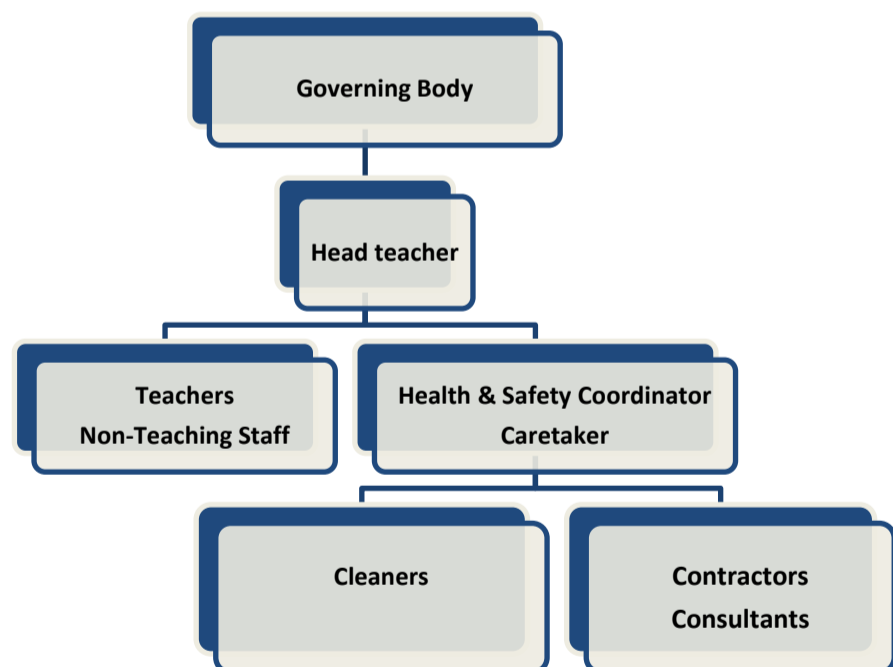 Governing Body
Head teacher
Teachers
Non-Teaching Staff
Health & Safety Coordinator
Caretaker
Cleaners
Contractors
Consultants